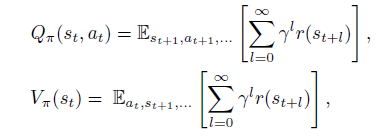 Q_π(s_t, a_t) = 𝔼_{s_{t+1}, a_{t+1}, ...} [ ∑_{l=0}^{∞} γ^l r(s_{t+l}) ],
V_π(s_t) = 𝔼_{a_t, s_{t+1}, ...} [ ∑_{l=0}^{∞} γ^l r(s_{t+l}) ],